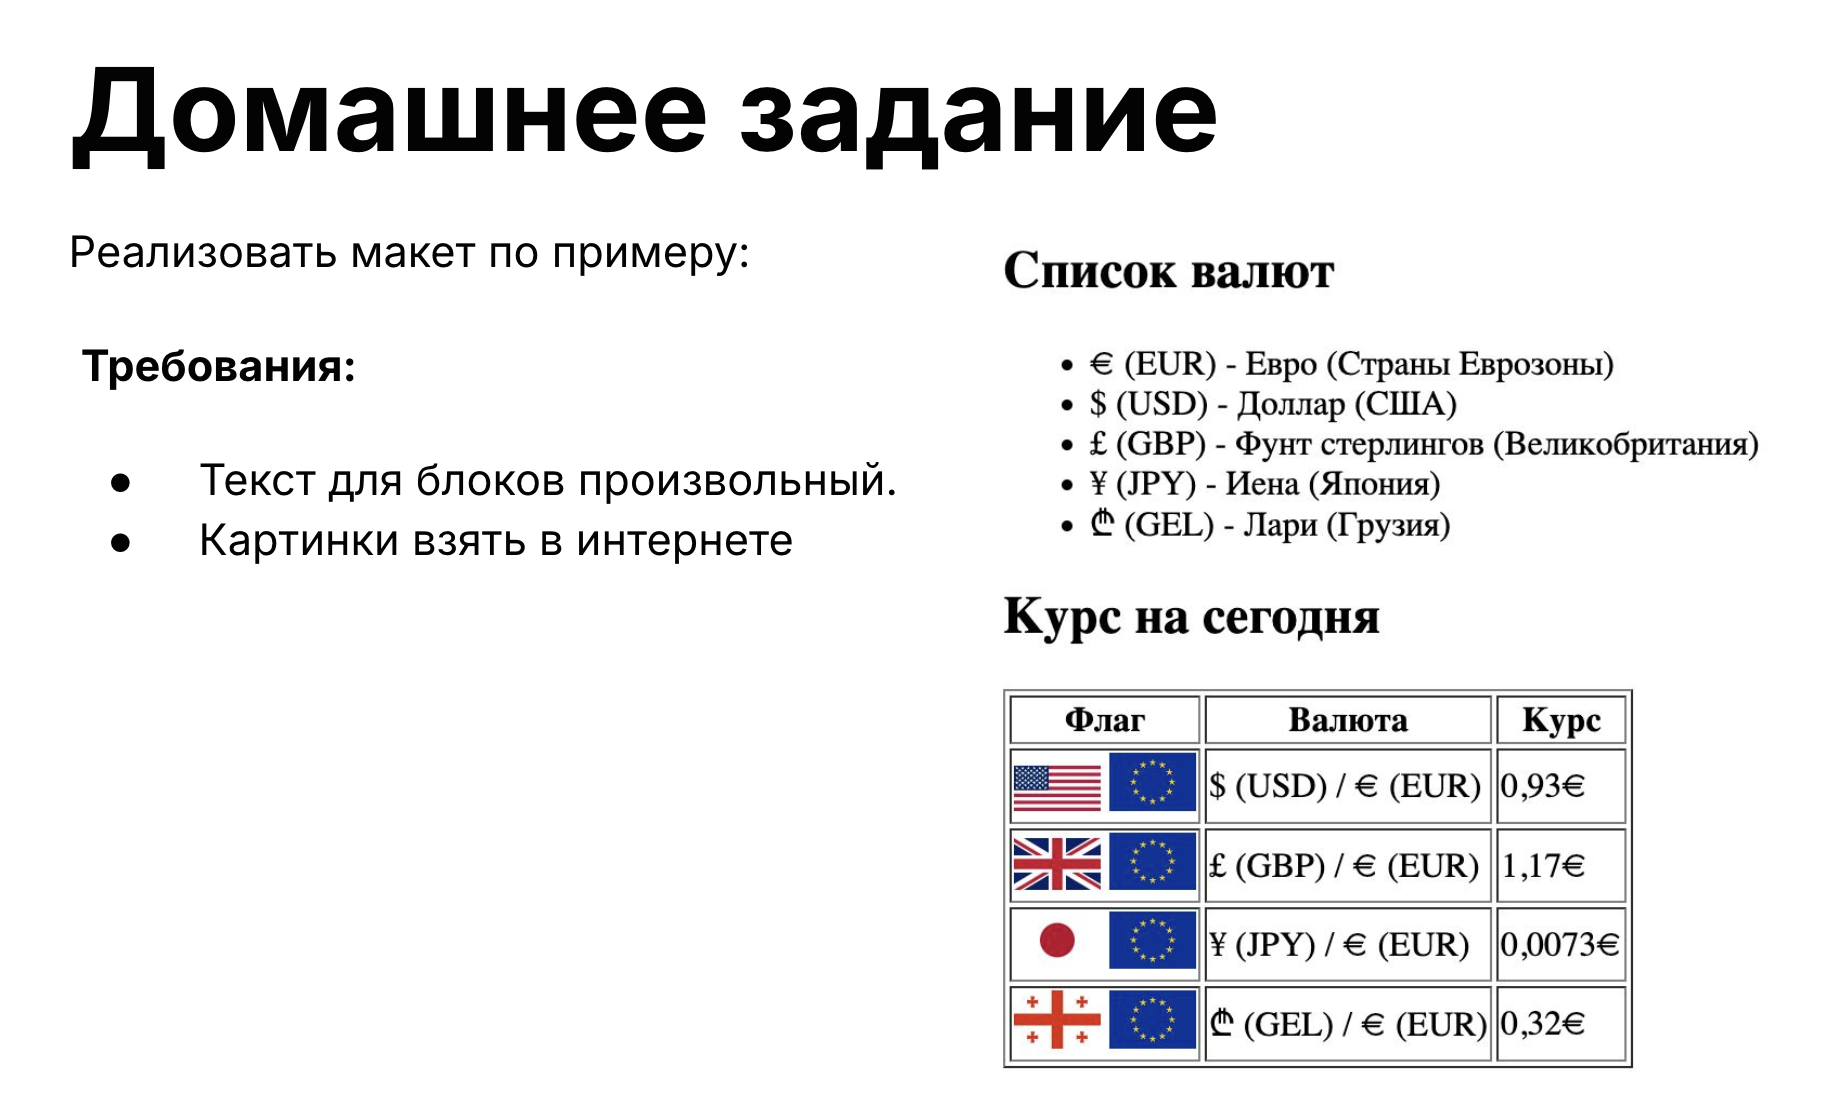 Домашнее задание
Реализовать макет по примеру:
Требования:
● Текст для блоков произвольный.
● Картинки взять в интернете
Список валют
• € (EUR) - Евро (Страны Еврозоны)
• $ (USD) - Доллар (США)
• £ (GBP) - Фунт стерлингов (Великобритания)
• ¥ (JPY) - Иена (Япония)
• ₾ (GEL) - Лари (Грузия)
Курс на сегодня
Флаг Валюта Курс
$ (USD) / € (EUR) 0,93€
£ (GBP) / € (EUR) 1,17€
¥ (JPY) / € (EUR) 0,0073€
₾ (GEL) / € (EUR) 0,32€